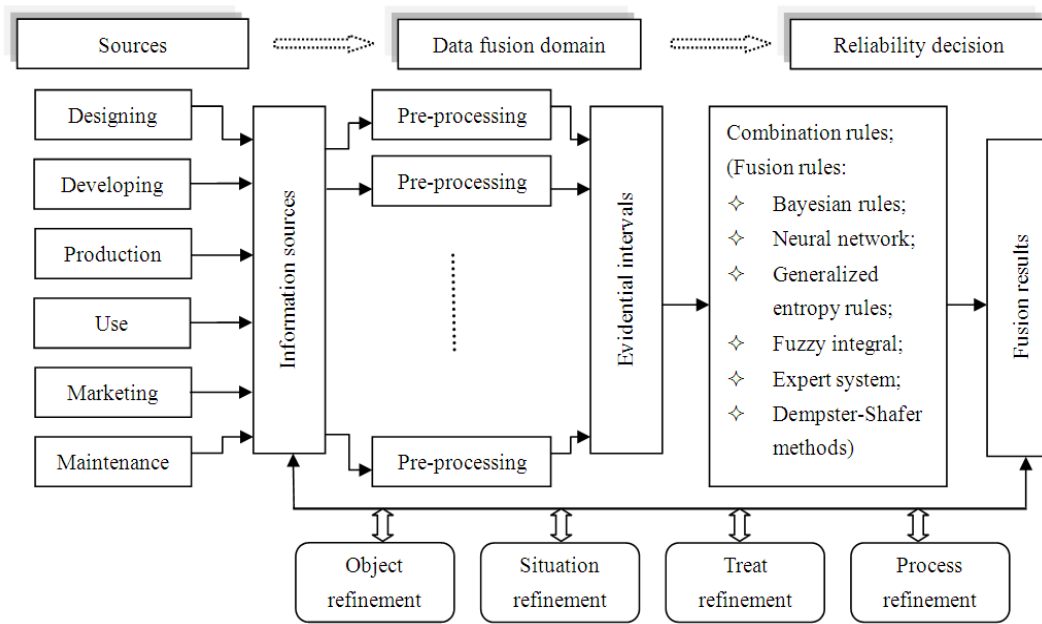 Sources
Data fusion domain
Reliability decision
Designing
Developing
Production
Use
Marketing
Maintenance
Information sources
Pre-processing
Pre-processing
Pre-processing
Evidential intervals
Combination rules;
(Fusion rules:
✧ Bayesian rules;
✧ Neural network;
✧ Generalized
entropy rules;
✧ Fuzzy integral;
✧ Expert system;
✧ Dempster-Shafer
methods)
Fusion results
Object
refinement
Situation
refinement
Treat
refinement
Process
refinement